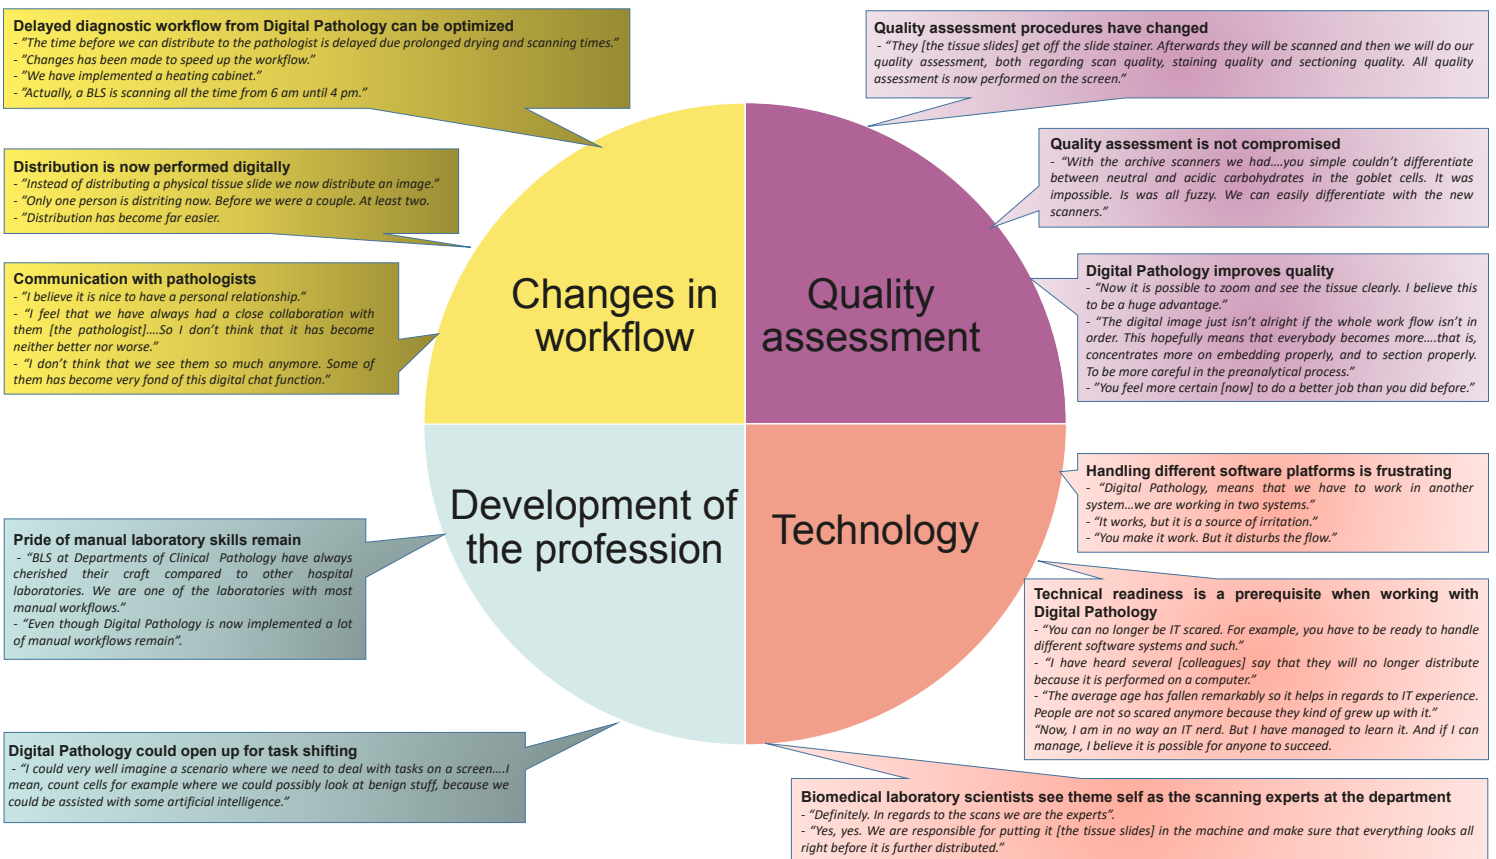 Delayed diagnostic workflow from Digital Pathology can be optimized
- ”The time before we can distribute to the pathologist is delayed due prolonged drying and scanning times.”
- ”Changes has been made to speed up the workflow.”
- ”We have implemented a heating cabinet.”
- ”Actually, a BLS is scanning all the time from 6 am until 4 pm.”
Distribution is now performed digitally
- ”Instead of distributing a physical tissue slide we now distribute an image.”
- ”Only one person is distriting now. Before we were a couple. At least two.
- ”Distribution has become far easier.
Communication with pathologists
- ”I believe it is nice to have a personal relationship.”
- “I feel that we have always had a close collaboration with
them [the pathologist]….So I don’t think that it has become
neither better nor worse.”
- “I don’t think that we see them so much anymore. Some of
them has become very fond of this digital chat function.”
Changes in
workflow
Quality assessment procedures have changed
- “They [the tissue slides] get off the slide stainer. Afterwards they will be scanned and then we will do our
quality assessment, both regarding scan quality, staining quality and sectioning quality. All quality
assessment is now performed on the screen.”
Quality assessment is not compromised
- “With the archive scanners we had….you simple couldn’t differentiate
between neutral and acidic carbohydrates in the goblet cells. It was
impossible. Is was all fuzzy. We can easily differentiate with the new
scanners.”
Digital Pathology improves quality
- “Now it is possible to zoom and see the tissue clearly. I believe this
to be a huge advantage.”
- “The digital image just isn’t alright if the whole work flow isn’t in
order. This hopefully means that everybody becomes more….that is,
concentrates more on embedding properly, and to section properly.
To be more careful in the preanalytical process.”
- ”You feel more certain [now] to do a better job than you did before.”
Quality
assessment
Development of
the profession
Pride of manual laboratory skills remain
- “BLS at Departments of Clinical Pathology have always
cherished their craft compared to other hospital
laboratories. We are one of the laboratories with most
manual workflows.”
- “Even though Digital Pathology is now implemented a lot
of manual workflows remain”.
Digital Pathology could open up for task shifting
- “I could very well imagine a scenario where we need to deal with tasks on a screen….I
mean, count cells for example where we could possibly look at benign stuff, because we
could be assisted with some artificial intelligence.”
Technology
Handling different software platforms is frustrating
- “Digital Pathology, means that we have to work in another
system…we are working in two systems.”
- “It works, but it is a source of irritation.”
- “You make it work. But it disturbs the flow.”
Technical readiness is a prerequisite when working with
Digital Pathology
- “You can no longer be IT scared. For example, you have to be ready to handle
different software systems and such.”
- “I have heard several [colleagues] say that they will no longer distribute
because it is performed on a computer.”
- “The average age has fallen remarkably so it helps in regards to IT experience.
People are not so scared anymore because they kind of grew up with it.”
“Now, I am in no way an IT nerd. But I have managed to learn it. And if I can
manage, I believe it is possible for anyone to succeed.
Biomedical laboratory scientists see theme self as the scanning experts at the department
- “Definitely. In regards to the scans we are the experts”.
- “Yes, yes. We are responsible for putting it [the tissue slides] in the machine and make sure that everything looks all
right before it is further distributed.”